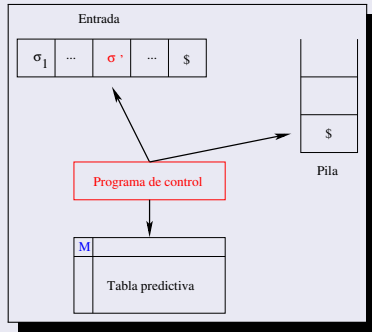 Entrada
σ1 ... σ' ... $
$
Pila
Programa de control
M
Tabla predictiva